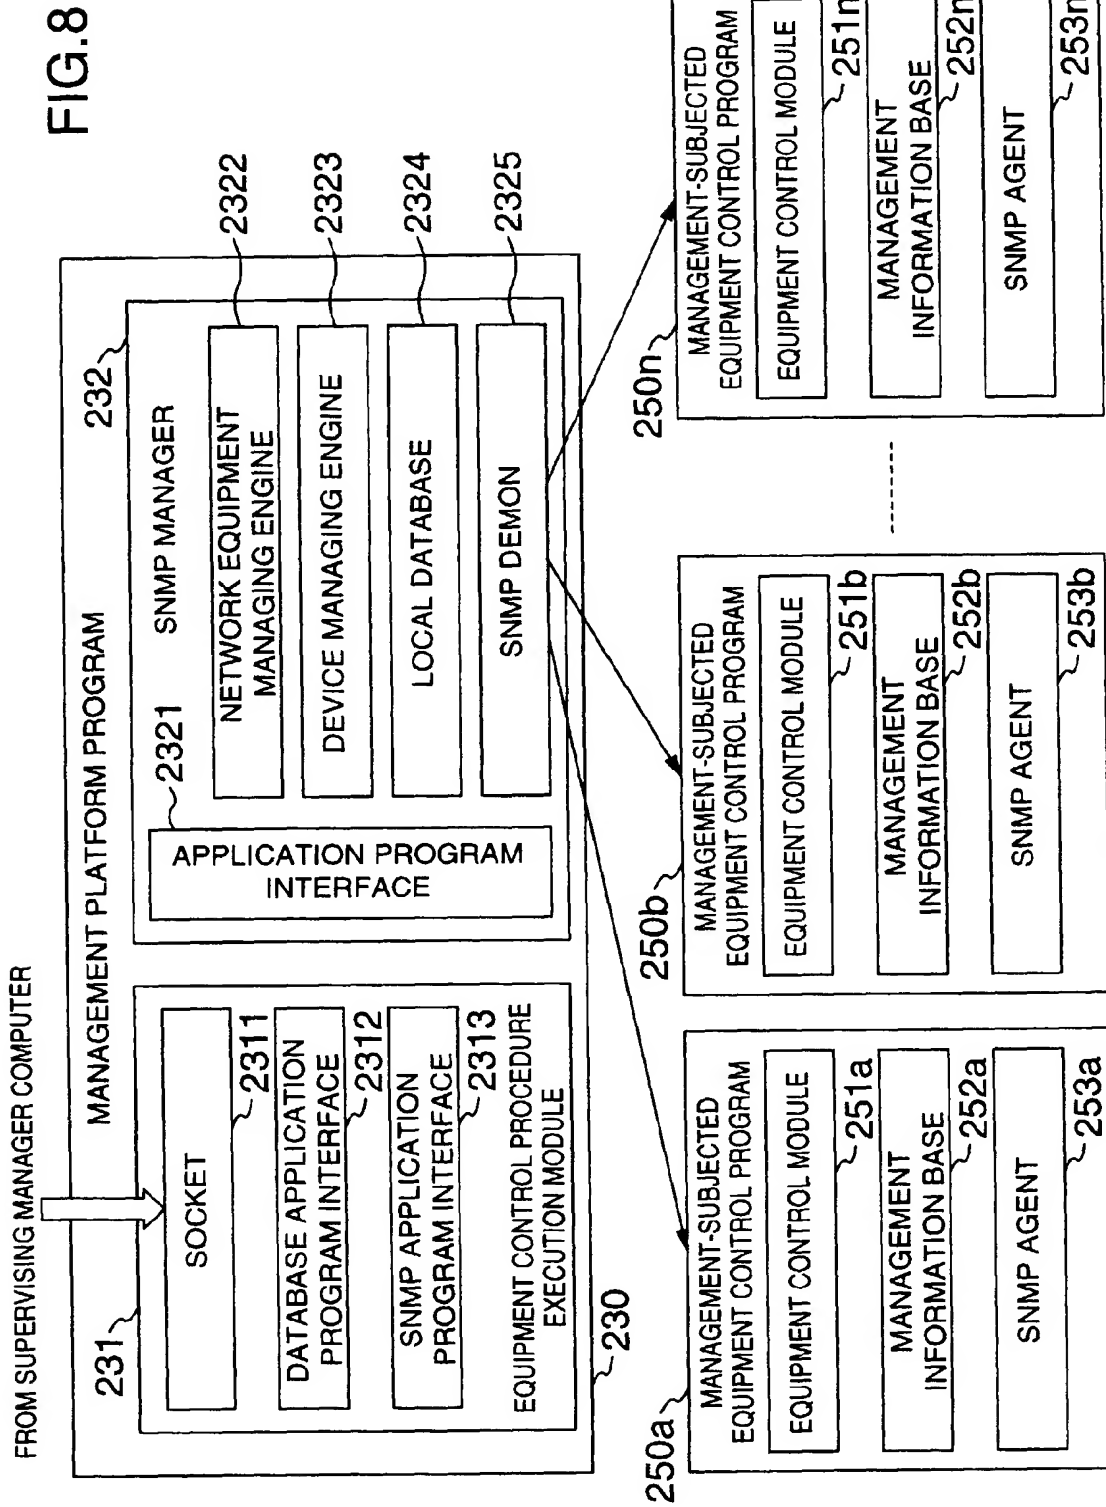 FIG.8
FROM SUPERVISING MANAGER COMPUTER
MANAGEMENT PLATFORM PROGRAM
231
SOCKET
2311
DATABASE APPLICATION
PROGRAM INTERFACE
2312
SNMP APPLICATION
PROGRAM INTERFACE
2313
EQUIPMENT CONTROL PROCEDURE
EXECUTION MODULE
230
232
SNMP MANAGER
2321
APPLICATION PROGRAM
INTERFACE
NETWORK EQUIPMENT
MANAGING ENGINE
2322
DEVICE MANAGING ENGINE
2323
LOCAL DATABASE
2324
SNMP DEMON
2325
250a
MANAGEMENT-SUBJECTED
EQUIPMENT CONTROL PROGRAM
EQUIPMENT CONTROL MODULE
251a
MANAGEMENT
INFORMATION BASE
252a
SNMP AGENT
253a
250b
MANAGEMENT-SUBJECTED
EQUIPMENT CONTROL PROGRAM
EQUIPMENT CONTROL MODULE
251b
MANAGEMENT
INFORMATION BASE
252b
SNMP AGENT
253b
250n
MANAGEMENT-SUBJECTED
EQUIPMENT CONTROL PROGRAM
EQUIPMENT CONTROL MODULE
251n
MANAGEMENT
INFORMATION BASE
252n
SNMP AGENT
253n